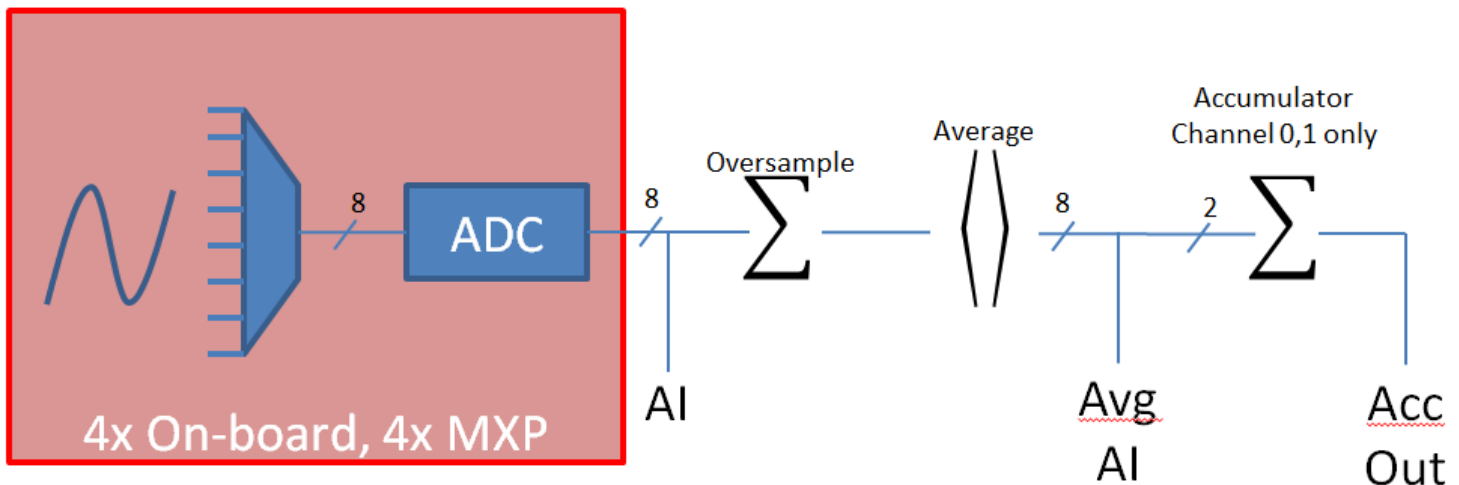 8
ADC
4x On-board, 4x MXP
8
AI
Oversample
∑
Average
8
Avg
AI
2
Accumulator
Channel 0,1 only
∑
Acc
Out